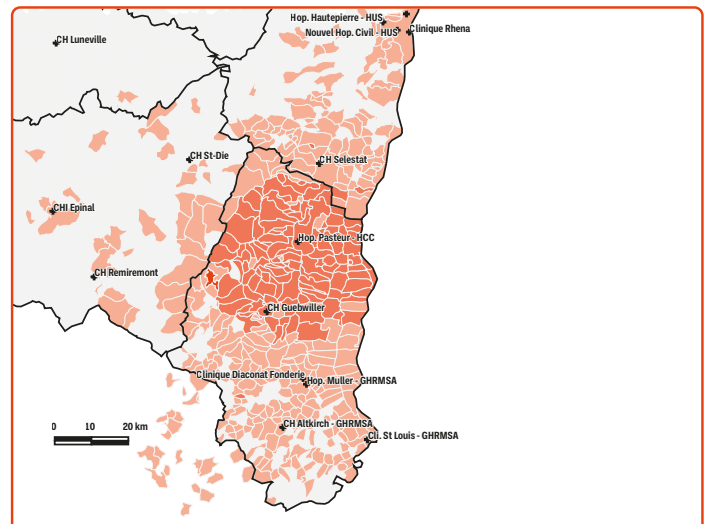 Hop. Hautepierre - HUS
Clinique Rhena
Nouvel Hop. Civil - HUS
CH Luneville
CH St-Die
CH Selestat
CHI Epinal
Hop. Pasteur - HCC
CH Remiremont
CH Guebwiller
Clinique Diaconat Fonderie
Hop. Muller - GHRMSA
CH Altkirch - GHRMSA
Cli. St Louis - GHRMSA
0 10 20 km